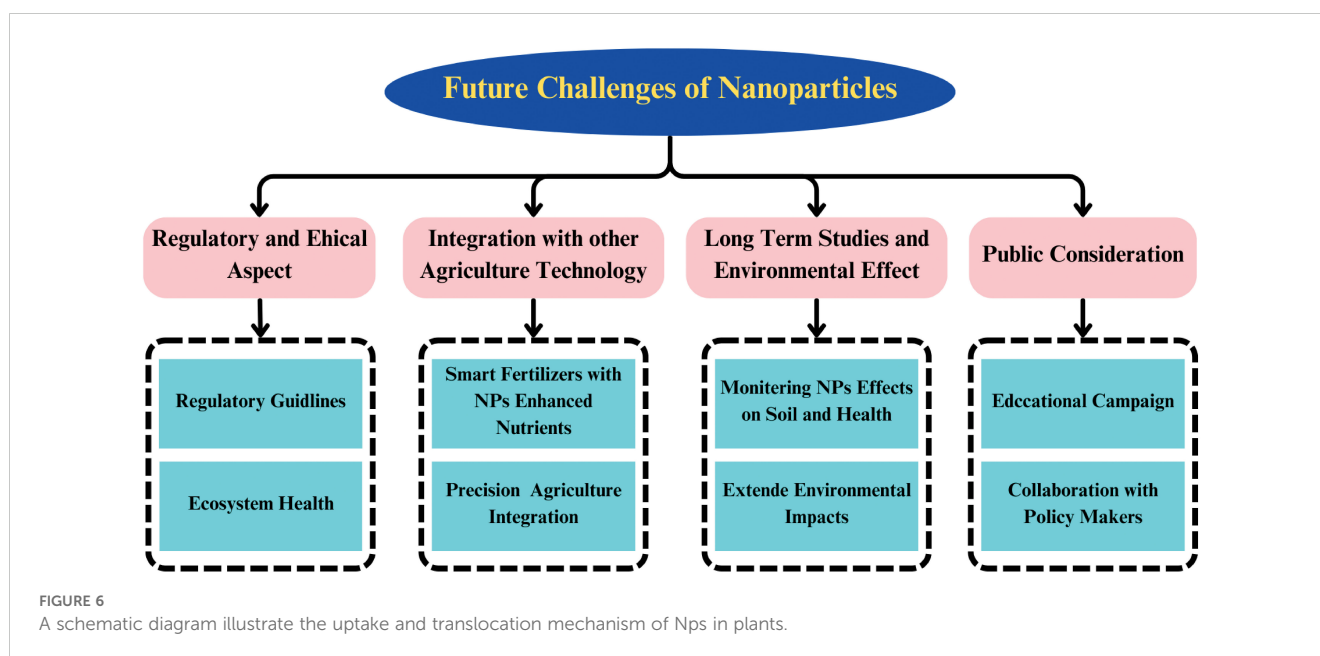 Future Challenges of Nanoparticles
Regulatory and Ehical
Aspect
Integration with other
Agriculture Technology
Long Term Studies and
Environmental Effect
Public Consideration
Regulatory Guidlines
Ecosystem Health
Smart Fertilizers with
NPs Enhanced
Nutrients
Precision Agriculture
Integration
Monitering NPs Effects
on Soil and Health
Extende Environmental
Impacts
Edccational Campaign
Collaboration with
Policy Makers
FIGURE 6
A schematic diagram illustrate the uptake and translocation mechanism of Nps in plants.